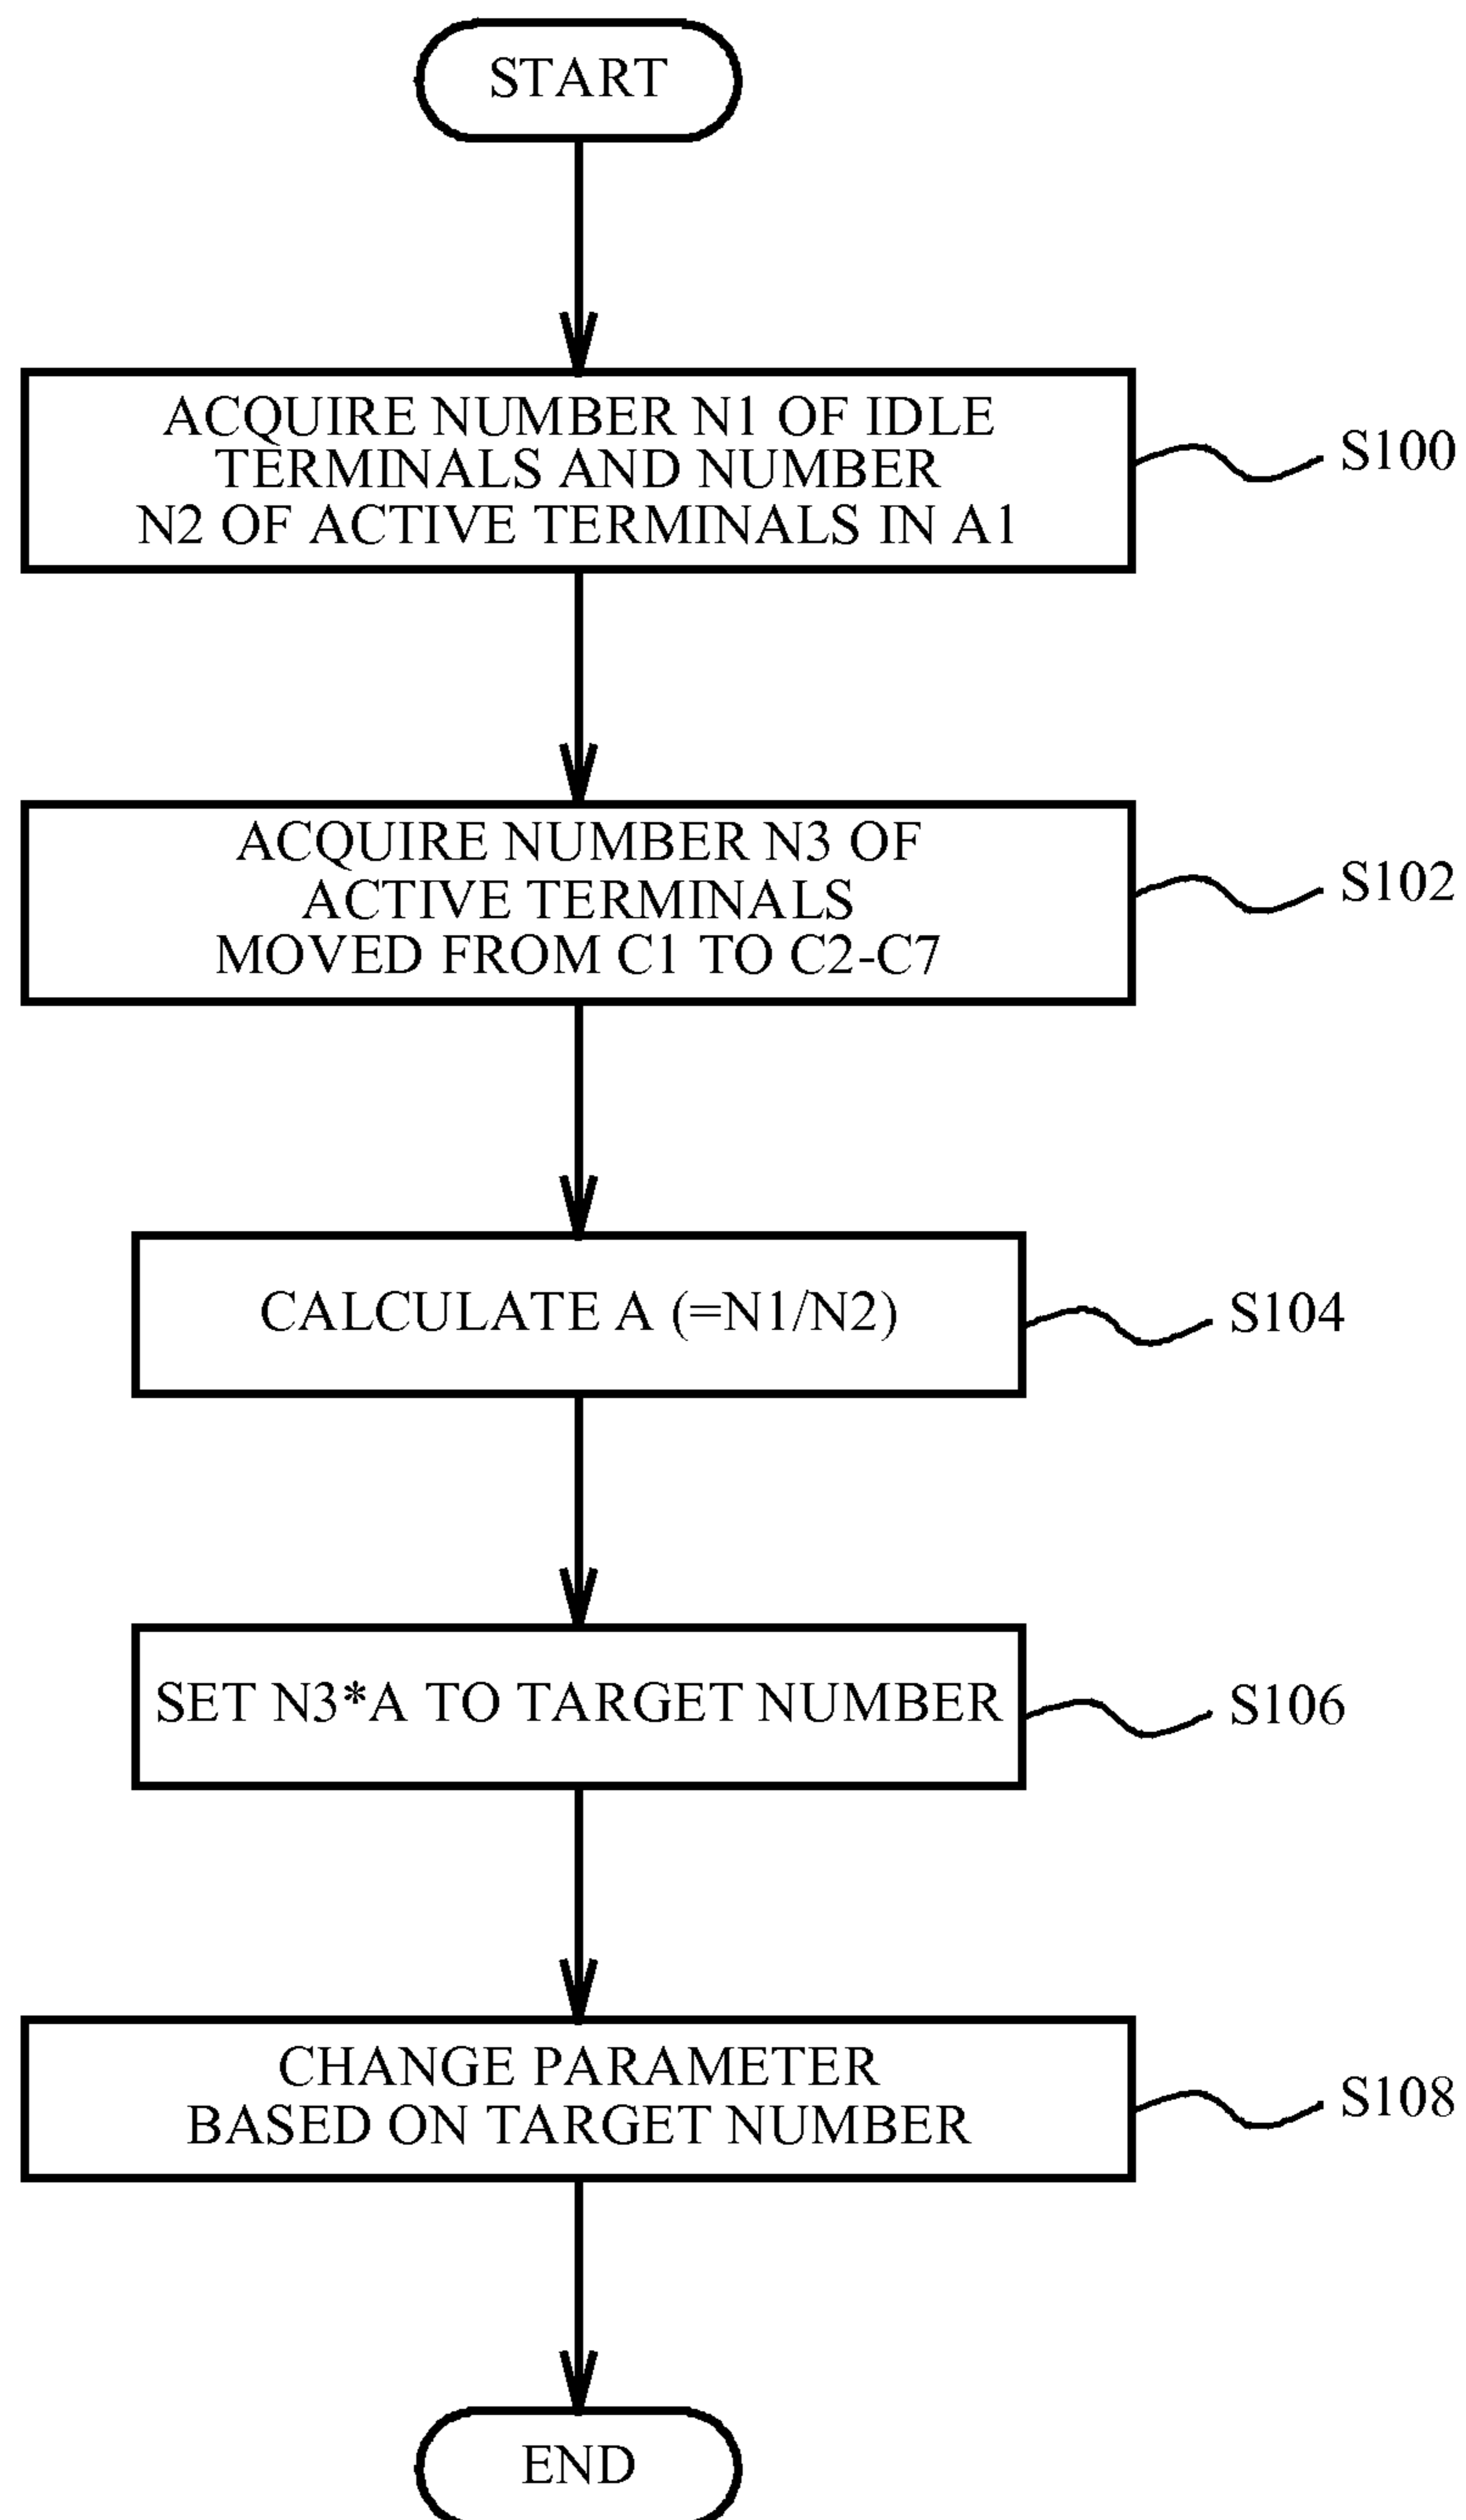 START
ACQUIRE NUMBER N1 OF IDLE
TERMINALS AND NUMBER
N2 OF ACTIVE TERMINALS IN A1
S100
ACQUIRE NUMBER N3 OF
ACTIVE TERMINALS
MOVED FROM C1 TO C2-C7
S102
CALCULATE A (=N1/N2)
S104
SET N3*A TO TARGET NUMBER
S106
CHANGE PARAMETER
BASED ON TARGET NUMBER
S108
END